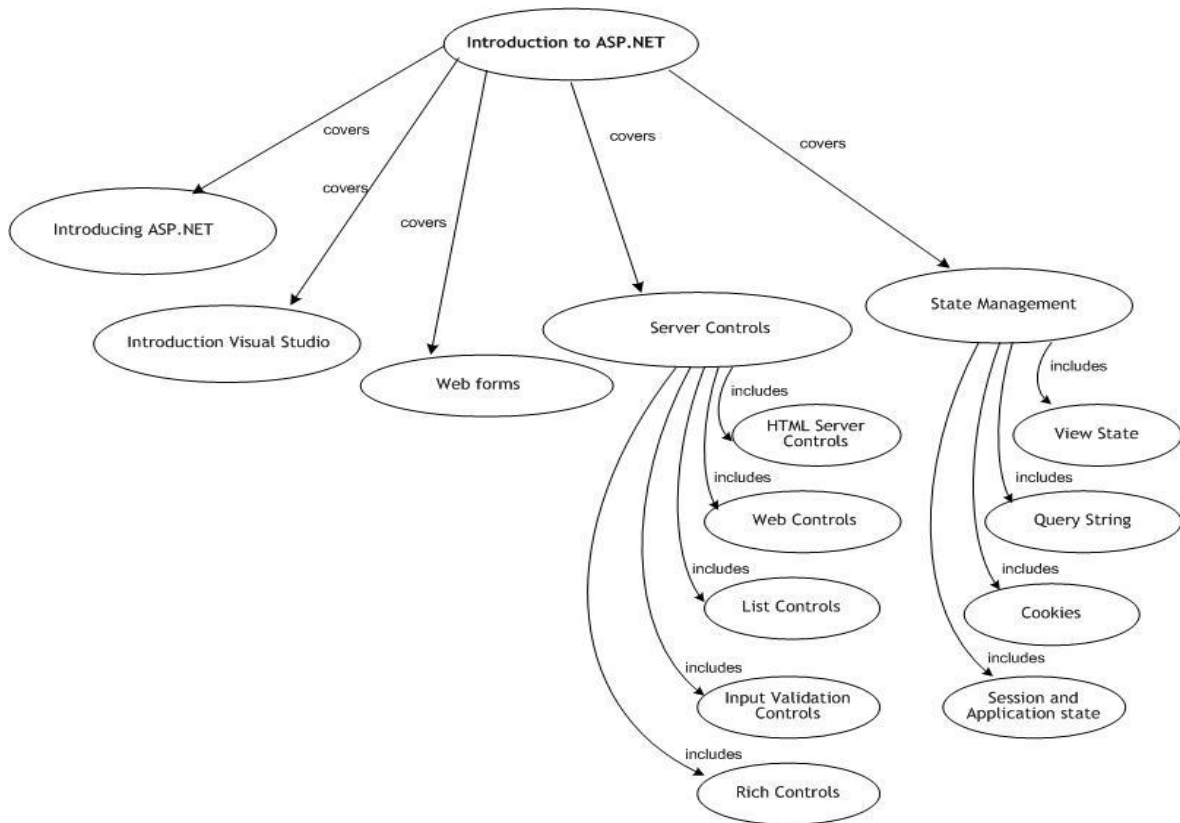 Introduction to ASP.NET
covers
covers
covers
covers
covers
Introducing ASP.NET
Introduction Visual Studio
Web forms
Server Controls
State Management
includes
HTML Server
Controls
includes
Web Controls
includes
List Controls
includes
Input Validation
Controls
includes
Rich Controls
includes
View State
includes
Query String
includes
Cookies
includes
Session and
Application state